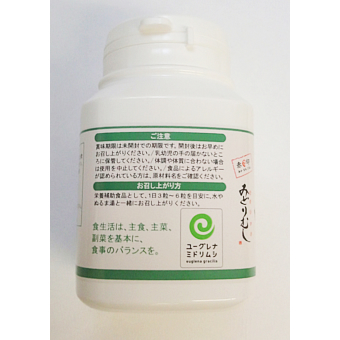 ご注意
賞味期限は未開封での期限です。開封後はお早めに
お召し上がりください。/乳幼児の手の届かないとこ
ろに保管してください。/体調や体質に合わない場合
は使用を中止してください。/食品によるアレルギー
が認められている方は、原材料名をご確認ください。
お召し上がり方
栄養補助食品として、1日3粒～6粒を目安に、水や
ぬるま湯と一緒にお召し上がりください。
食生活は、主食、主菜、
副菜を基本に、
食事のバランスを。
ユーグレナ
ミドリムシ
euglena gracilis
みどりむし